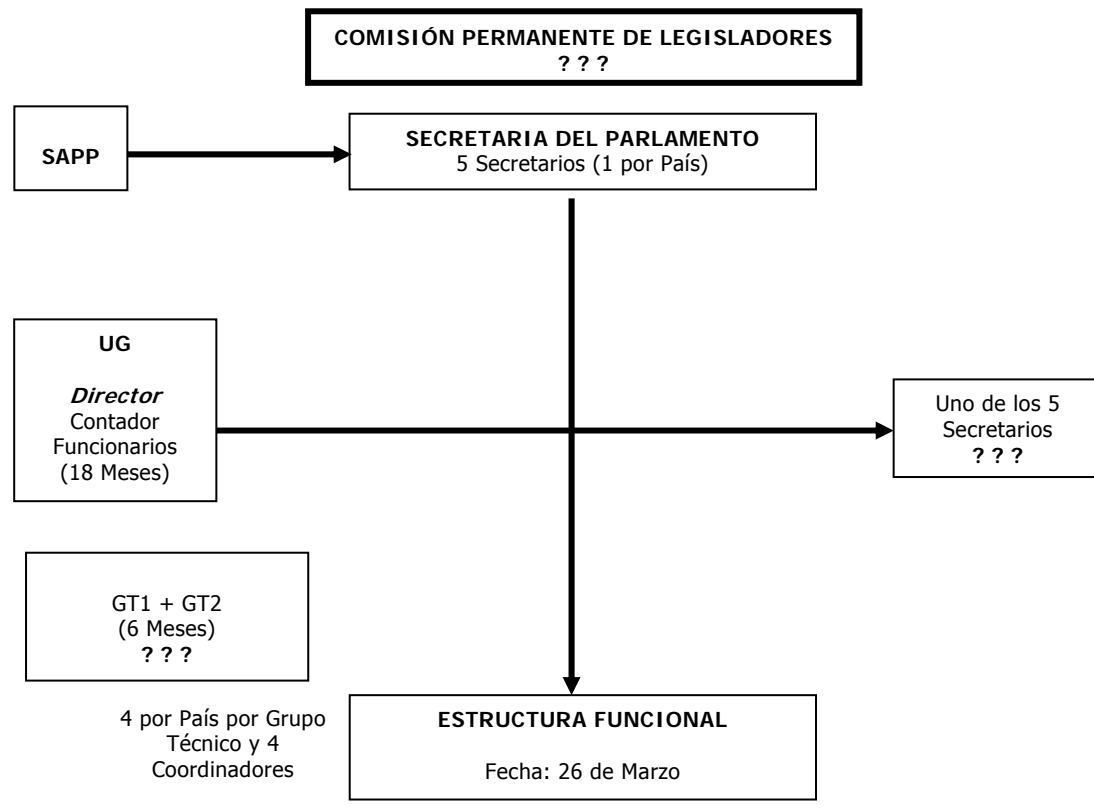 COMISIÓN PERMANENTE DE LEGISLADORES
? ? ?
SAPP
SECRETARIA DEL PARLAMENTO
5 Secretarios (1 por País)
UG
Director
Contador
Funcionarios
(18 Meses)
Uno de los 5
Secretarios
? ? ?
GT1 + GT2
(6 Meses)
? ? ?
4 por País por Grupo
Técnico y 4
Coordinadores
ESTRUCTURA FUNCIONAL
Fecha: 26 de Marzo